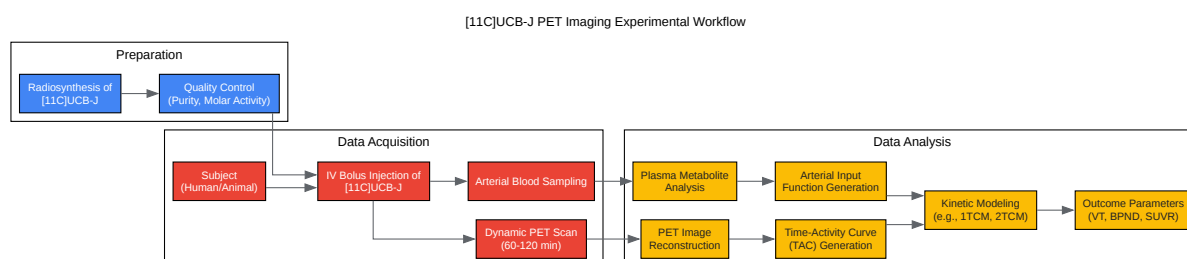 [11C]UCB-J PET Imaging Experimental Workflow
Preparation
Radiosynthesis of
[11C]UCB-J
Quality Control
(Purity, Molar Activity)
Data Acquisition
Subject
(Human/Animal)
IV Bolus Injection of
[11C]UCB-J
Arterial Blood Sampling
Dynamic PET Scan
(60-120 min)
Data Analysis
Plasma Metabolite
Analysis
Arterial Input
Function Generation
PET Image
Reconstruction
Time-Activity Curve
(TAC) Generation
Kinetic Modeling
(e.g., 1TCM, 2TCM)
Outcome Parameters
(VT, BPND, SUVR)